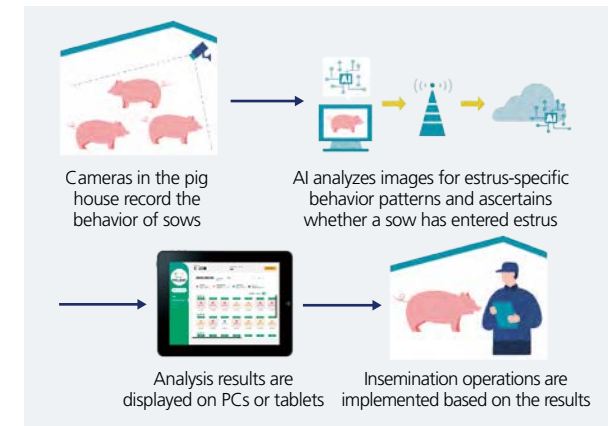 AI
AI
Cameras in the pig
house record the
behavior of sows
AI analyzes images for estrus-specific
behavior patterns and ascertains
whether a sow has entered estrus
Analysis results are
displayed on PCs or tablets
Insemination operations are
implemented based on the results